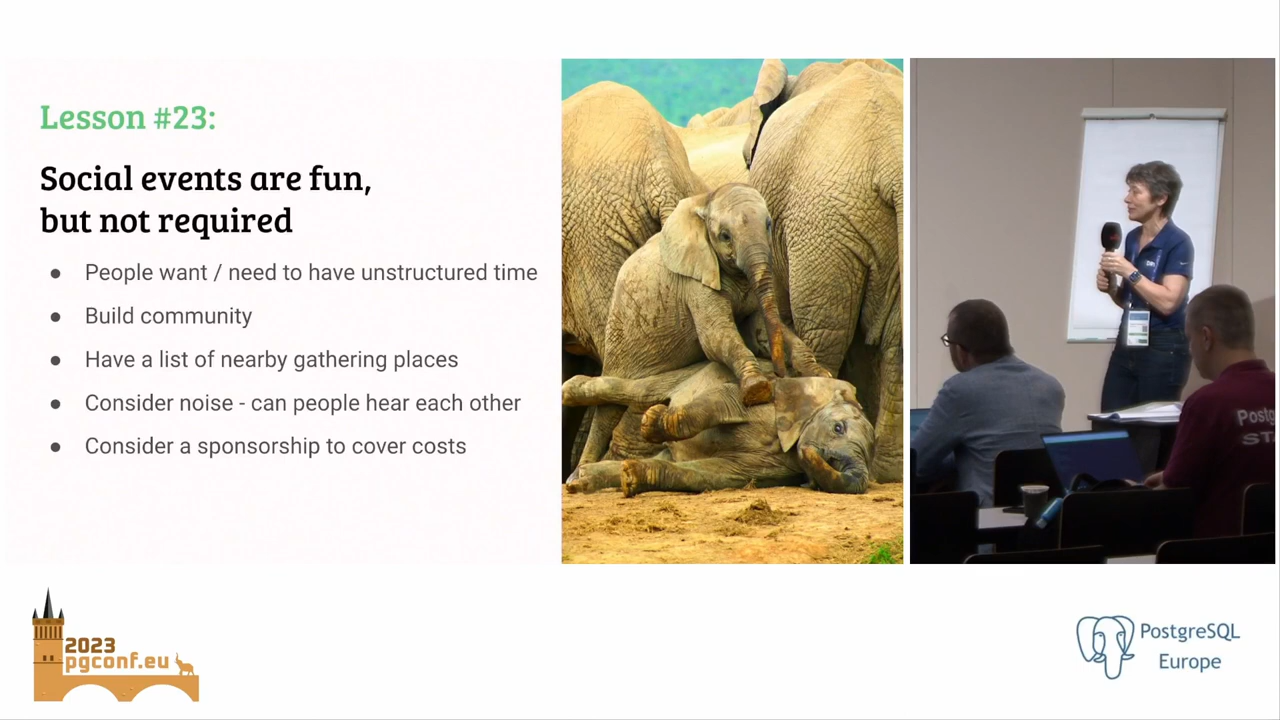 Lesson #23:
Social events are fun,
but not required
● People want / need to have unstructured time
● Build community
● Have a list of nearby gathering places
● Consider noise - can people hear each other
● Consider a sponsorship to cover costs
2023
pgconf.eu
PostgreSQL
Europe